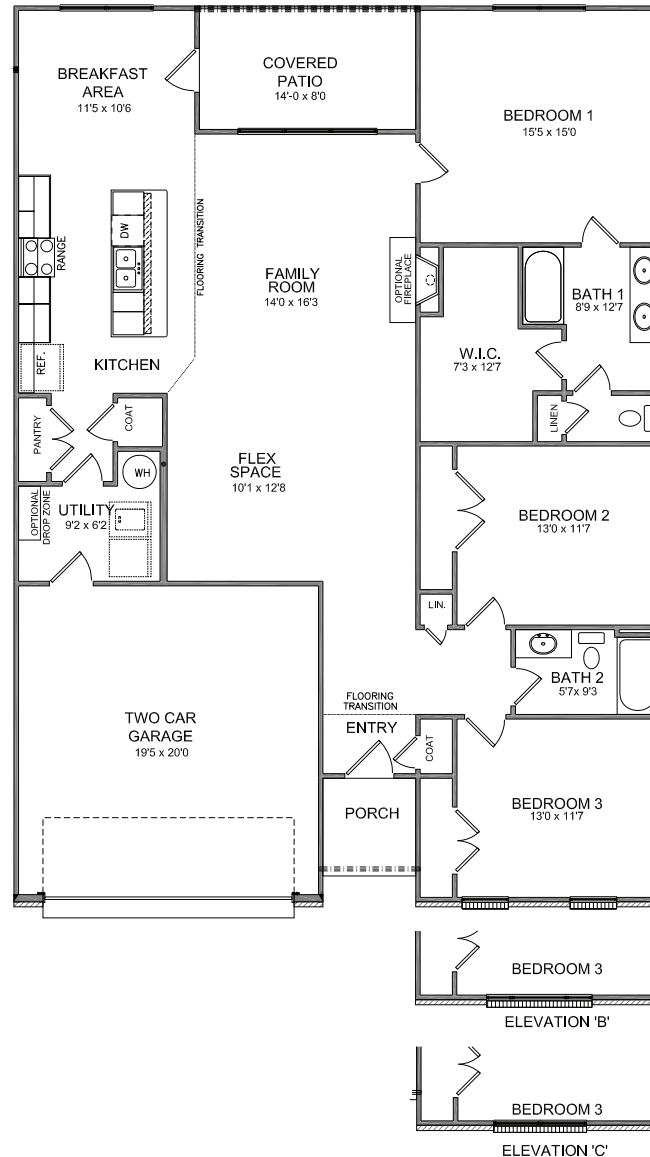 BREAKFAST
AREA
11'5 x 10'6
COVERED
PATIO
14'-0 x 8'0
BEDROOM 1
15'5 x 15'0
RANGE
DW
FLOORING TRANSITION
FAMILY
ROOM
14'0 x 16'3
OPTIONAL
FIREPLACE
BATH 1
8'9 x 12'7
W.I.C.
7'3 x 12'7
REF.
KITCHEN
PANTRY
COAT
LINEN
WH
FLEX
SPACE
10'1 x 12'8
OPTIONAL
DROP ZONE
UTILITY
9'2 x 6'2
BEDROOM 2
13'0 x 11'7
LIN.
BATH 2
5'7x 9'3
FLOORING
TRANSITION
ENTRY
COAT
TWO CAR
GARAGE
19'5 x 20'0
PORCH
BEDROOM 3
13'0 x 11'7
BEDROOM 3
ELEVATION 'B'
BEDROOM 3
ELEVATION 'C'